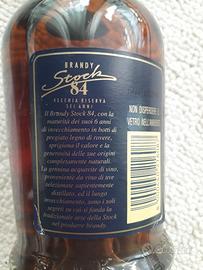 BRANDY
Stock
84
VECCHIA RISERVA
SEI ANNI
Il Brandy Stock 84, con la
maturità dei suoi 6 anni
di invecchiamento in botti di
pregiato legno di rovere,
sprigiona il calore e la
generosità delle sue origini
completamente naturali.
La genuina acquavite di vino,
proveniente da vino di uve
selezionate sapientemente
distillate, ed il lungo
invecchiamento, sono i soli
segreti su cui si fonda la
tradizionale arte della Stock
nel produrre brandy.
NON DISPERDERE IL
VETRO NELL'AMBIENTE